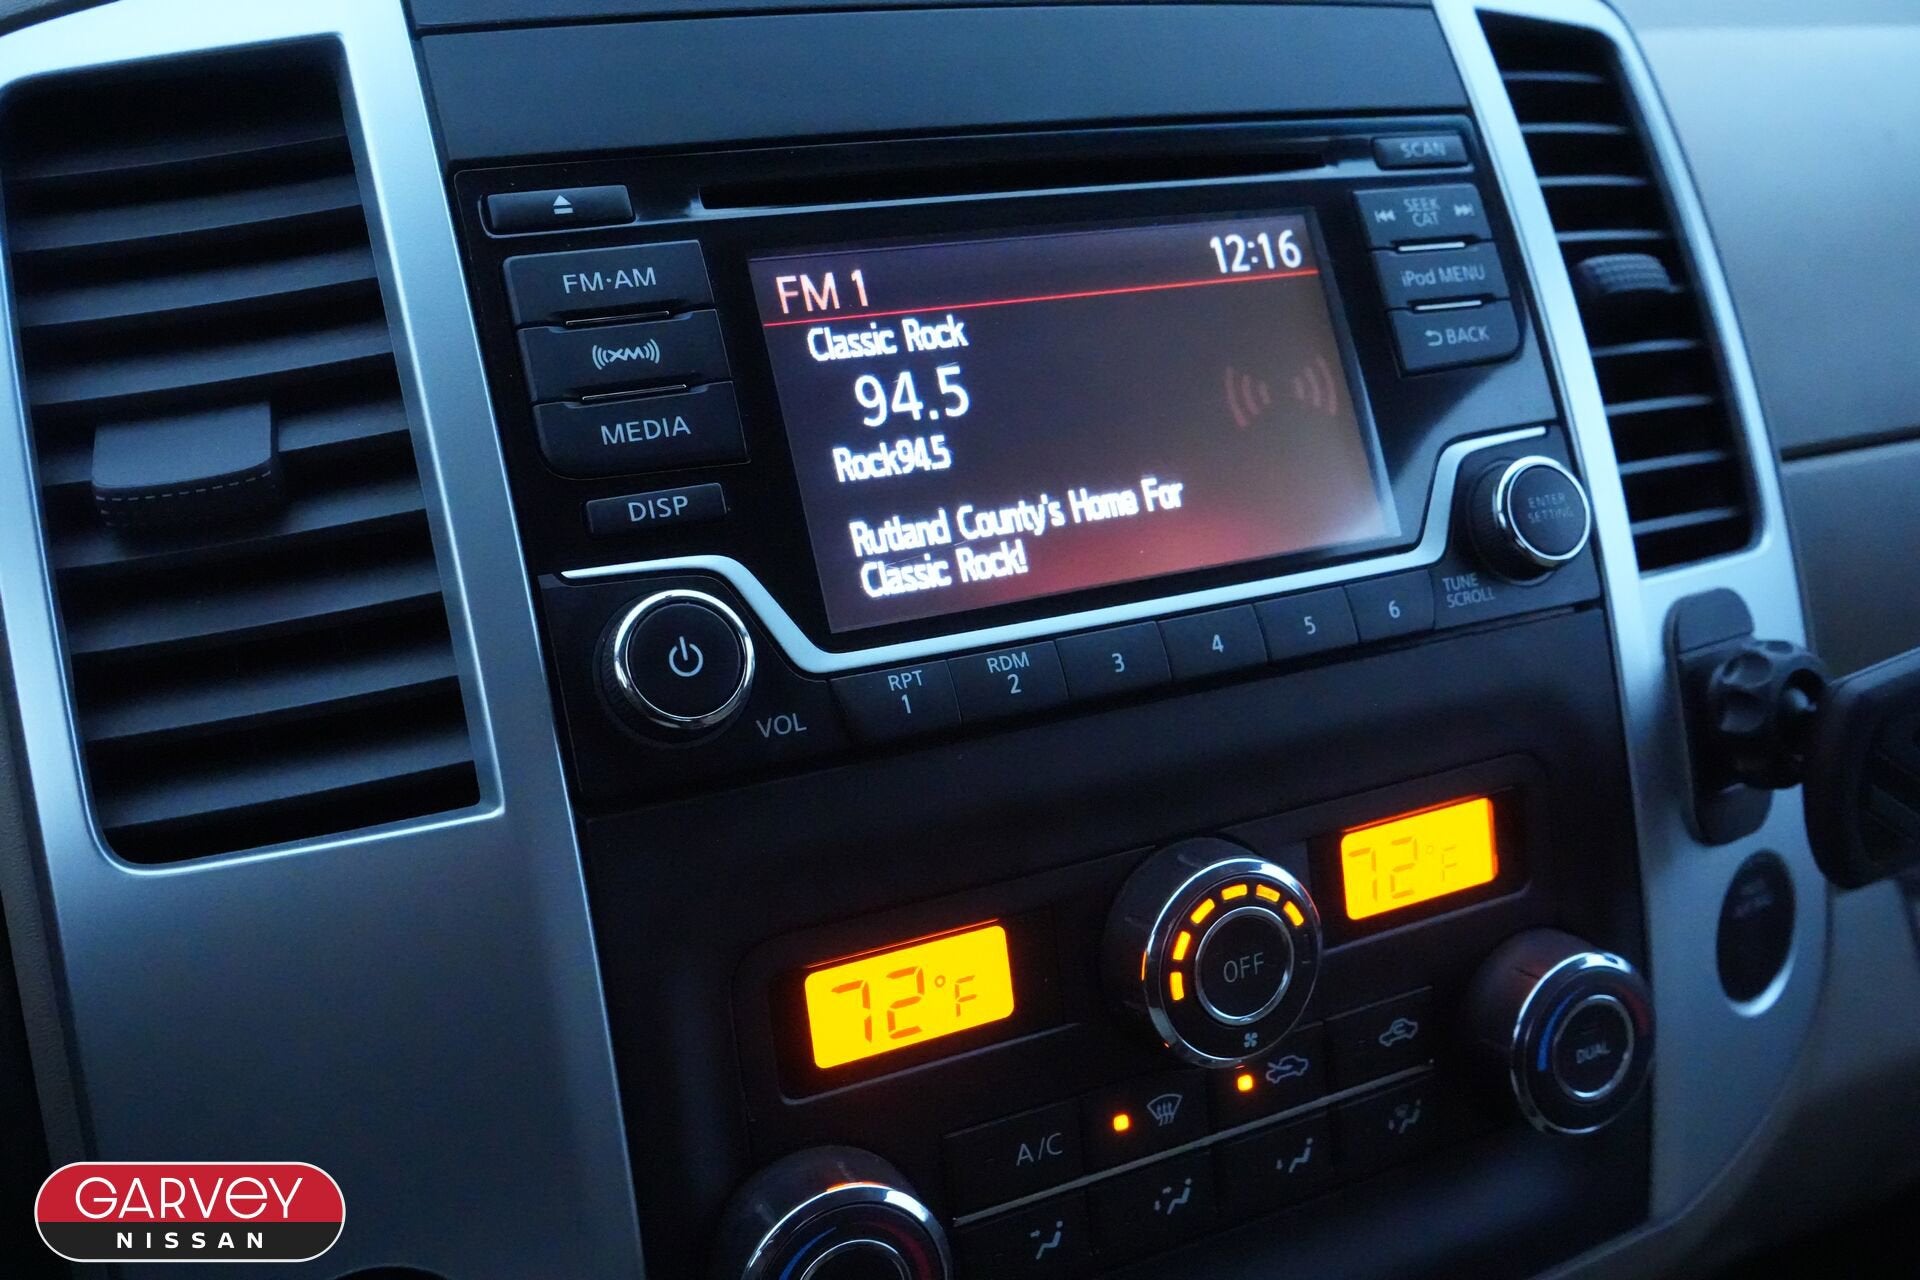 SCAN
SEEK
CAT
FM·AM
iPod MENU
XM
BACK
MEDIA
DISP
FM 1 12:16
Classic Rock
94.5
Rock94.5
Rutland County's Home For
Classic Rock!
ENTER
SETTING
TUNE
SCROLL
VOL
RPT
1
RDM
2
3
4
5
6
72°F
OFF
72°F
DUAL
A/C
GARVEY
NISSAN